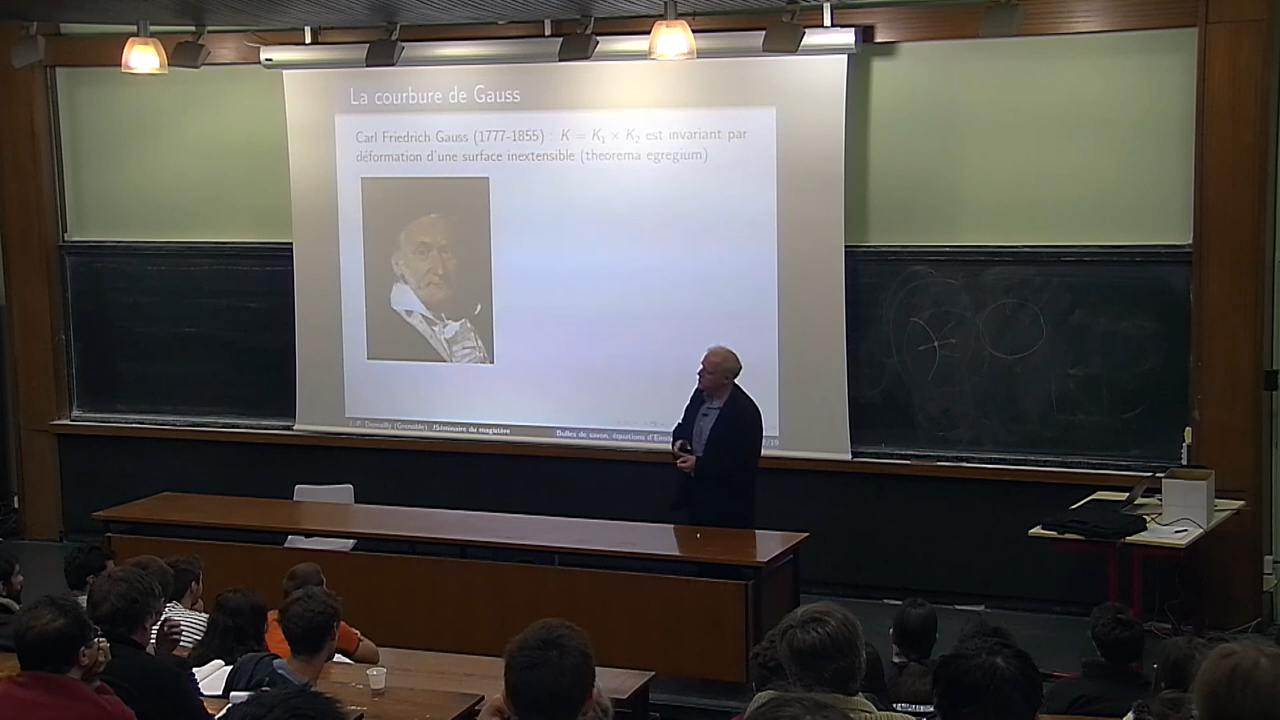 La courbure de Gauss
Carl Friedrich Gauss (1777-1855) : K = K₁ × K₂ est invariant par
déformation d'une surface inextensible (theorema egregium)
J.-P. Demailly (Grenoble), /Séminaire du magistère
Bulles de savon, équations d'Einst
/19